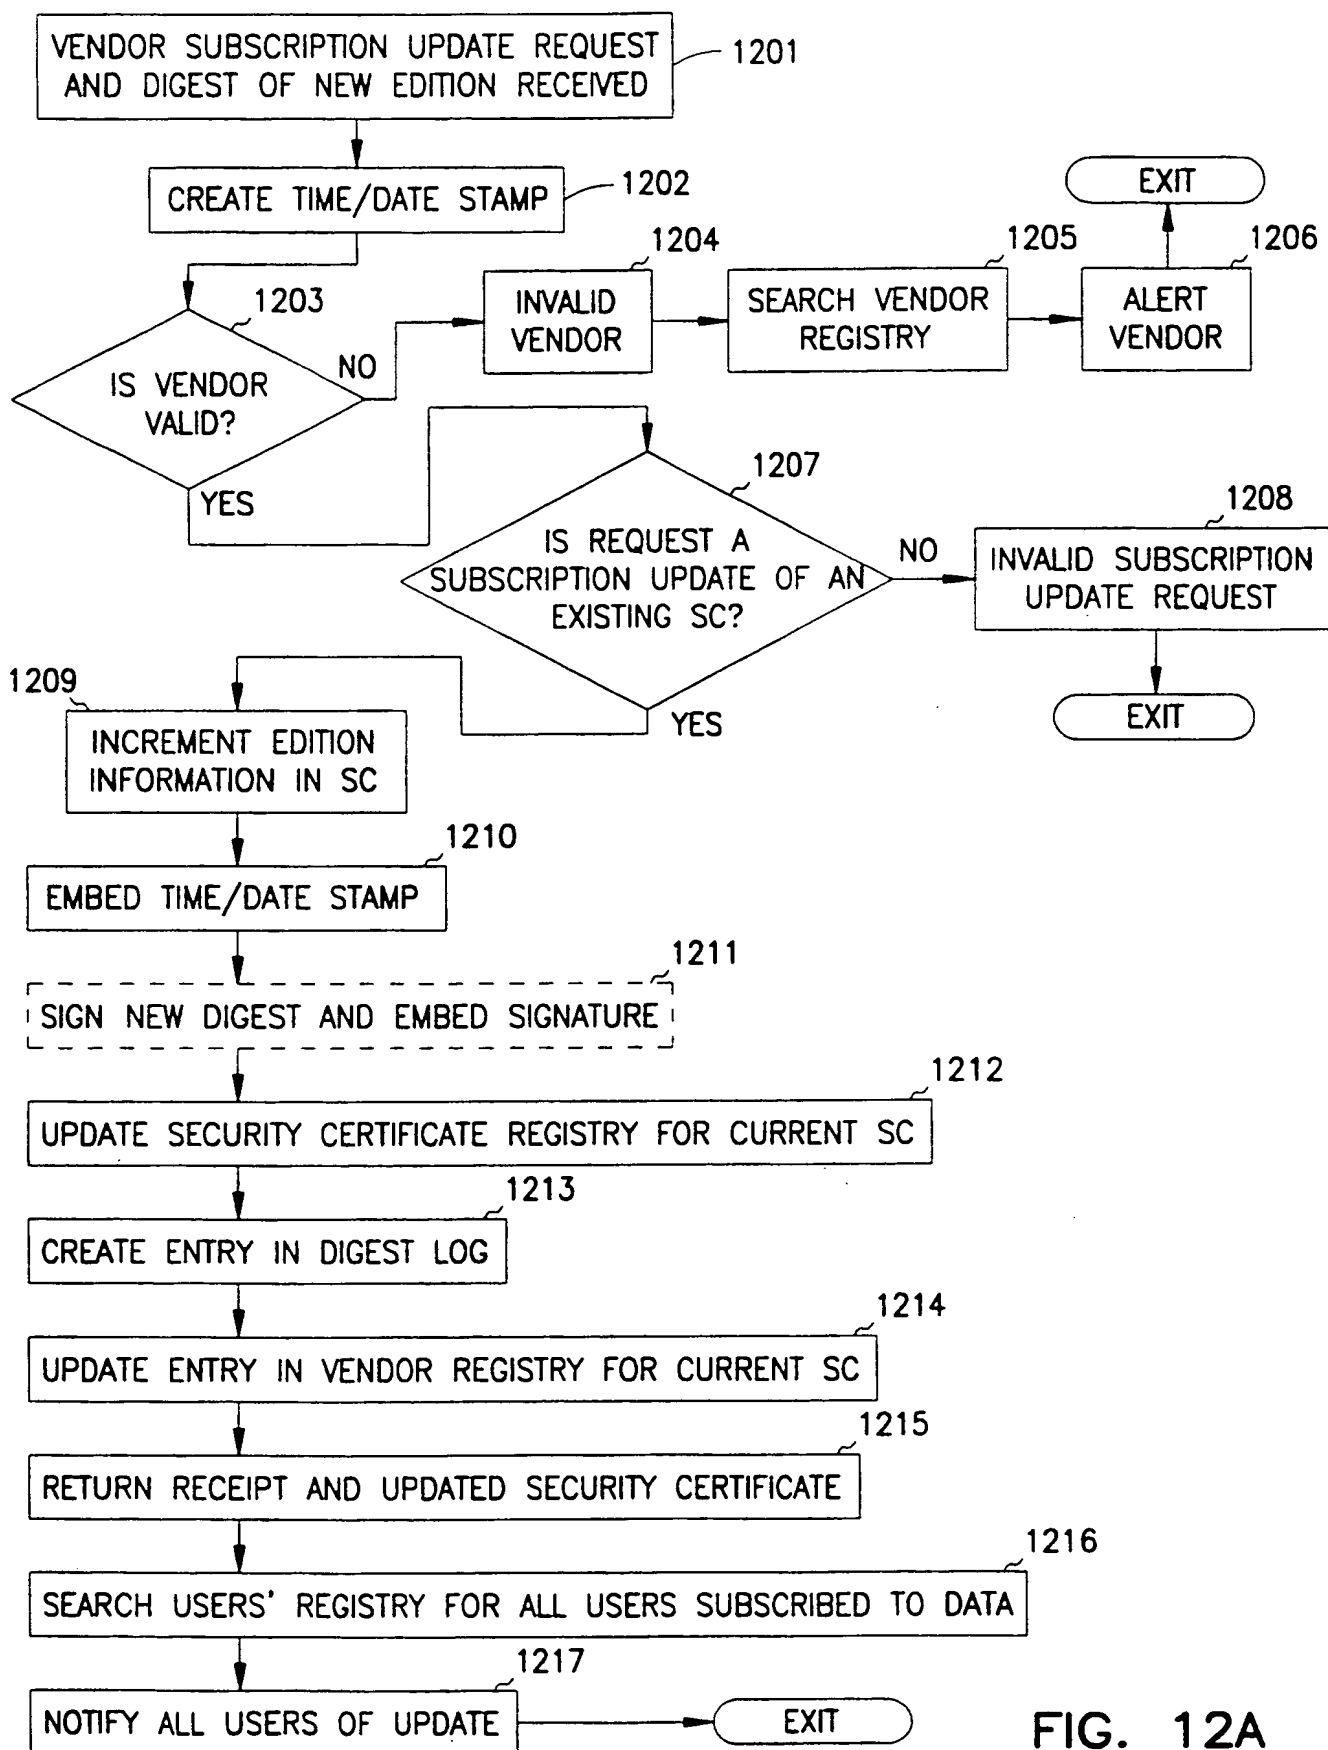 VENDOR SUBSCRIPTION UPDATE REQUEST
AND DIGEST OF NEW EDITION RECEIVED
1201
CREATE TIME/DATE STAMP
1202
EXIT
1203
IS VENDOR
VALID?
NO
YES
1204
INVALID
VENDOR
1205
SEARCH VENDOR
REGISTRY
1206
ALERT
VENDOR
1207
IS REQUEST A
SUBSCRIPTION UPDATE OF AN
EXISTING SC?
NO
YES
1208
INVALID SUBSCRIPTION
UPDATE REQUEST
EXIT
1209
INCREMENT EDITION
INFORMATION IN SC
1210
EMBED TIME/DATE STAMP
1211
SIGN NEW DIGEST AND EMBED SIGNATURE
1212
UPDATE SECURITY CERTIFICATE REGISTRY FOR CURRENT SC
1213
CREATE ENTRY IN DIGEST LOG
1214
UPDATE ENTRY IN VENDOR REGISTRY FOR CURRENT SC
1215
RETURN RECEIPT AND UPDATED SECURITY CERTIFICATE
1216
SEARCH USERS' REGISTRY FOR ALL USERS SUBSCRIBED TO DATA
1217
NOTIFY ALL USERS OF UPDATE
EXIT
FIG. 12A